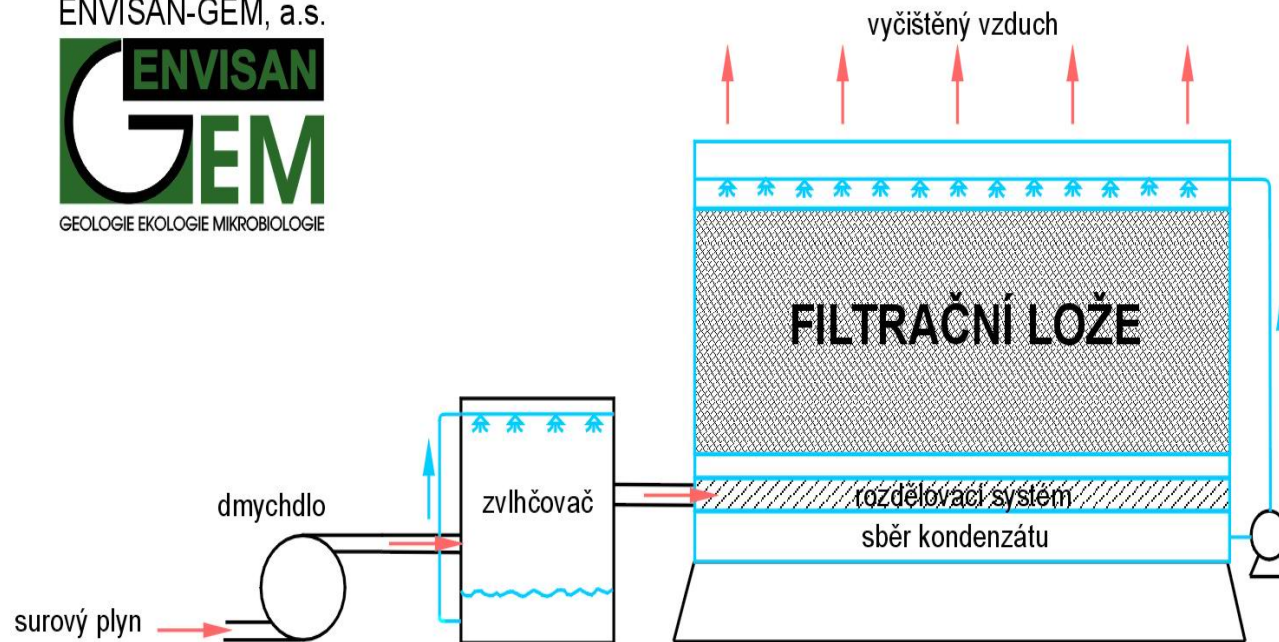 ENVISAN-GEM, a.s.
ENVISAN
GEM
GEOLOGIE EKOLOGIE MIKROBIOLOGIE
vyčištěný vzduch
FILTRAČNÍ LOŽE
rozdělovací systém
sběr kondenzátu
zvlhčovač
dmychdlo
surový plyn